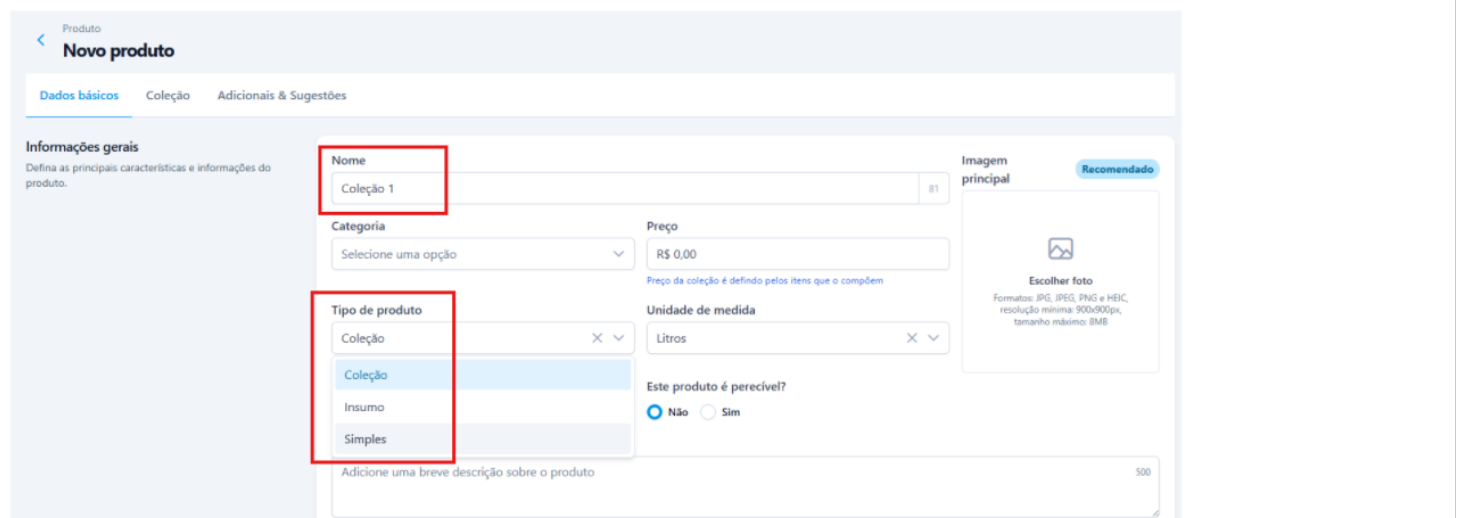 Produto
Novo produto
Dados básicos
Coleção
Adicionais & Sugestões
Informações gerais
Defina as principais características e informações do
produto.
Nome
Coleção 1
81
Imagem
principal
Recomendado
Categoria
Selecione uma opção
Preço
R$ 0,00
Preço da coleção é defindo pelos itens que o compõem
Escolher foto
Formatos: JPG, JPEG, PNG e HEIC,
resolução mínima: 900x900px,
tamanho máximo: 8MB
Tipo de produto
Coleção
Unidade de medida
Litros
Coleção
Insumo
Simples
Este produto é perecível?
Não
Sim
Adicione uma breve descrição sobre o produto
500